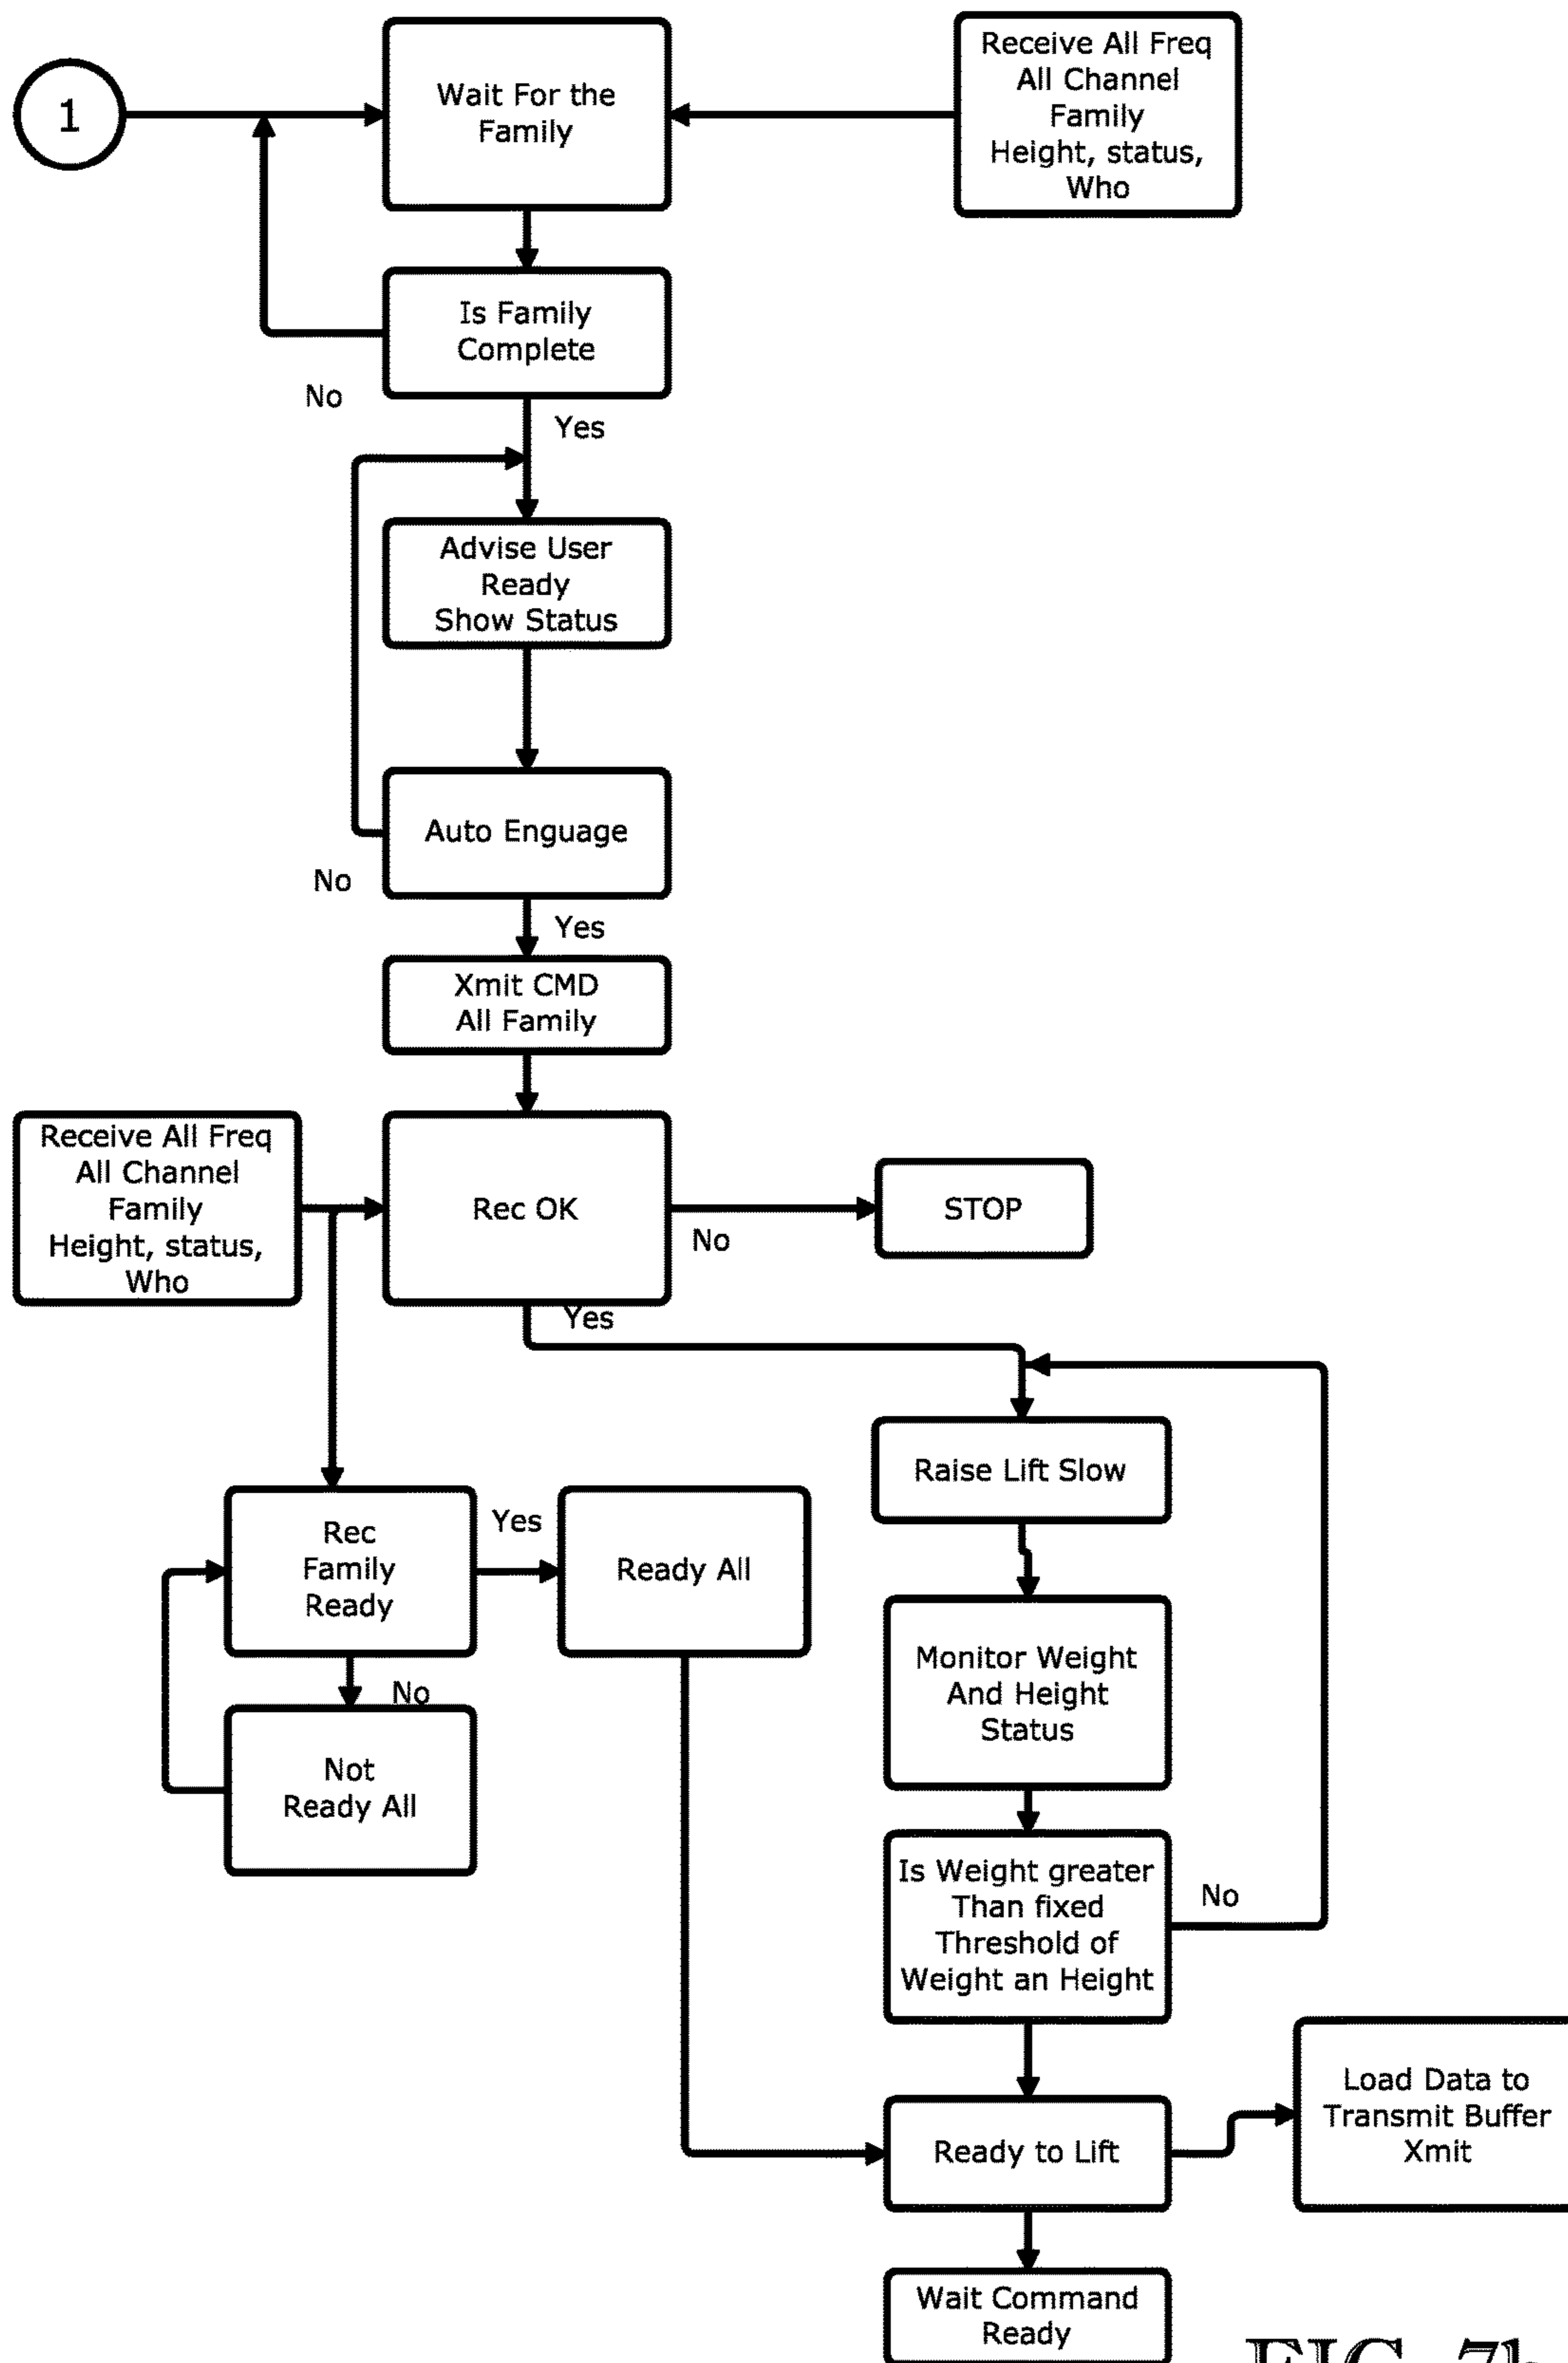 1
Wait For the
Family
Receive All Freq
All Channel
Family
Height, status,
Who
Is Family
Complete
No
Yes
Advise User
Ready
Show Status
Auto Enguage
No
Yes
Xmit CMD
All Family
Receive All Freq
All Channel
Family
Height, status,
Who
Rec OK
No
STOP
Yes
Raise Lift Slow
Rec
Family
Ready
Yes
Ready All
No
Not
Ready All
Monitor Weight
And Height
Status
Is Weight greater
Than fixed
Threshold of
Weight an Height
No
Ready to Lift
Load Data to
Transmit Buffer
Xmit
Wait Command
Ready
FIG. 7b